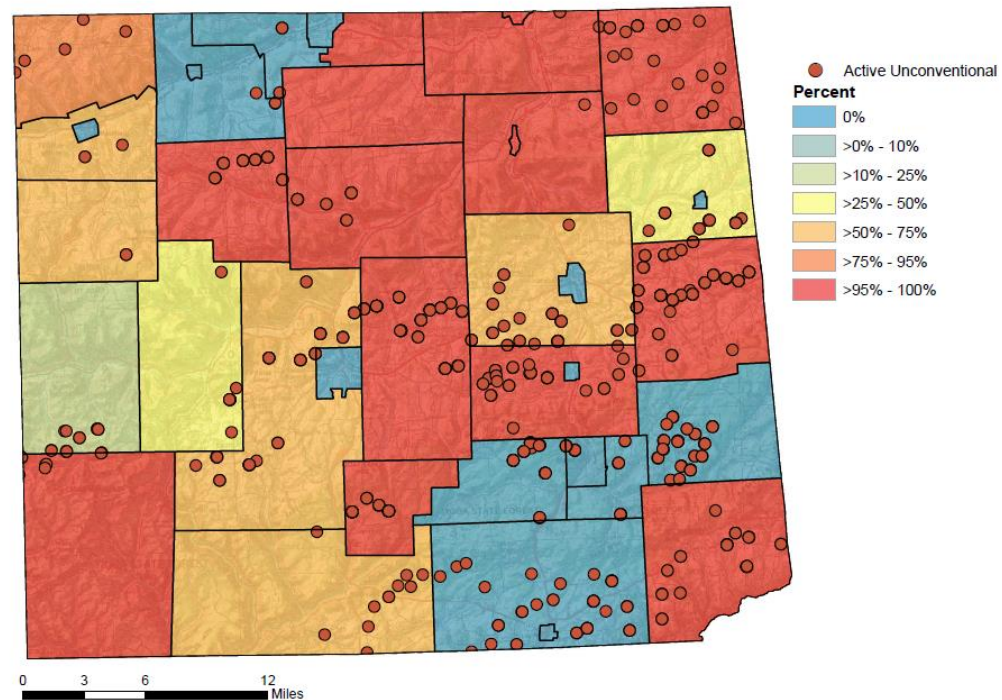 Active Unconventional
Percent
0%
>0% - 10%
>10% - 25%
>25% - 50%
>50% - 75%
>75% - 95%
>95% - 100%
0 3 6 12
Miles